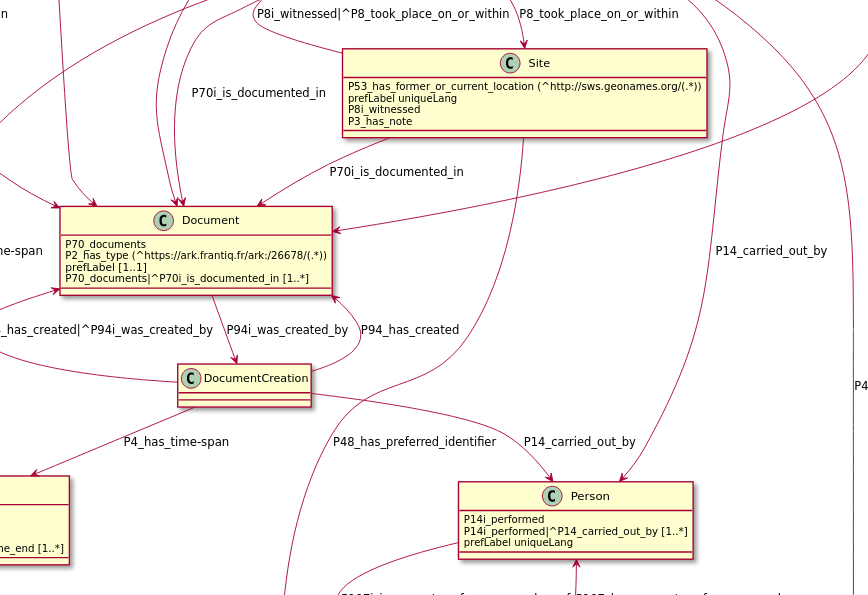 n
P8i_witnessed|^P8_took_place_on_or_within
P8_took_place_on_or_within
C Site
P53_has_former_or_current_location (^http://sws.geonames.org/(.*))
prefLabel uniqueLang
P8i_witnessed
P3_has_note
P70i_is_documented_in
P70i_is_documented_in
C Document
P70_documents
P2_has_type (^https://ark.frantiq.fr/ark:/26678/(.*))
prefLabel [1..1]
P70_documents|^P70i_is_documented_in [1..*]
ne-span
P14_carried_out_by
_has_created|^P94i_was_created_by
P94i_was_created_by
P94_has_created
C DocumentCreation
P4
P4_has_time-span
P48_has_preferred_identifier
P14_carried_out_by
C Person
P14i_performed
P14i_performed|^P14_carried_out_by [1..*]
prefLabel uniqueLang
ne_end [1..*]